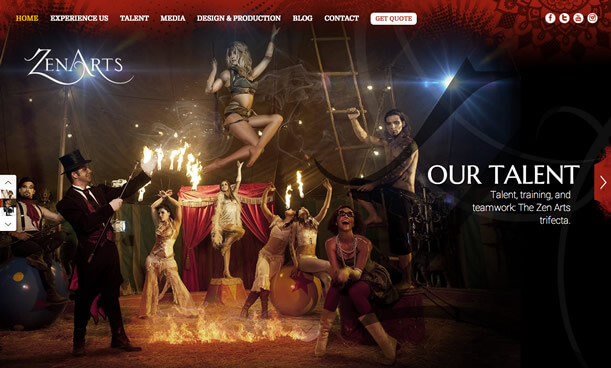 HOME EXPERIENCE US TALENT MEDIA DESIGN & PRODUCTION BLOG CONTACT GET QUOTE
ZENARTS
OUR TALENT
Talent, training, and
teamwork: The Zen Arts
trifecta.